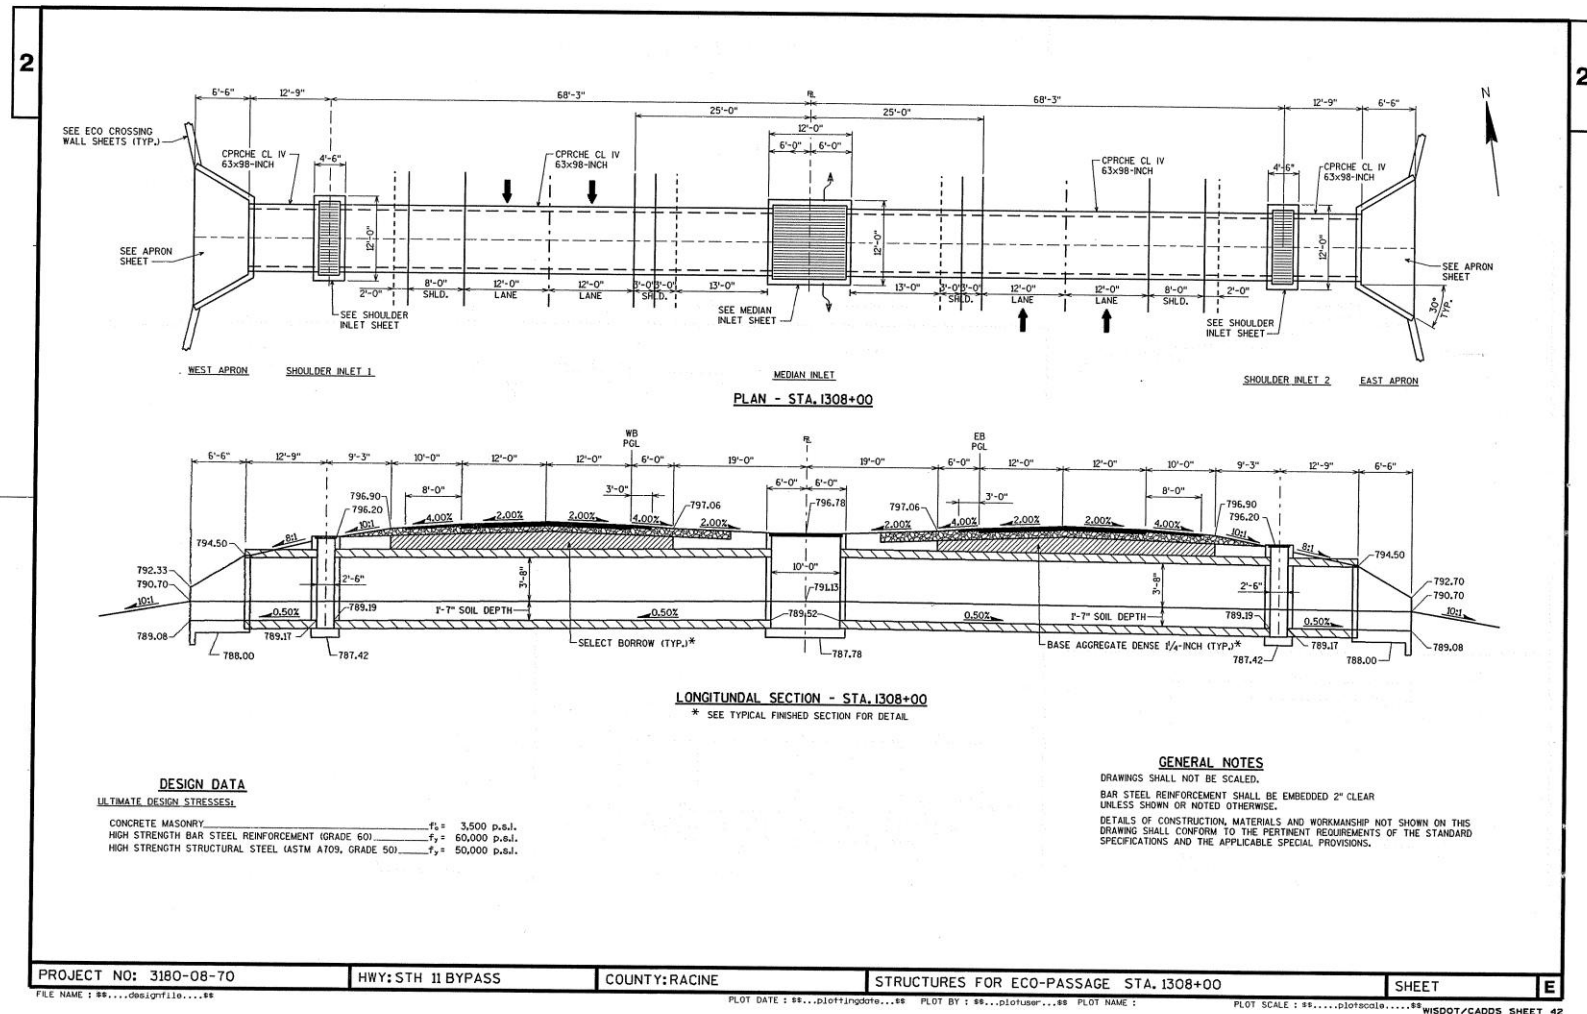 2
2
6'-6"
12'-9"
68'-3"
68'-3"
12'-9"
6'-6"
25'-0"
25'-0"
12'-0"
6'-0"
6'-0"
N
SEE ECO CROSSING
WALL SHEETS (TYP.)
CPRCHE CL IV
63x98-INCH
4'-6"
CPRCHE CL IV
63x98-INCH
A
CPRCHE CL IV
63x98-INCH
4'-6"
CPRCHE CL IV
63x98-INCH
12'-0"
12'-0"
12'-0"
SEE APRON
SHEET
SEE APRON
SHEET
2'-0"
8'-0"
SHLD.
12'-0"
LANE
12'-0"
LANE
3'-0"
3'-0"
SHLD.
13'-0"
13'-0"
3'-0"
3'-0"
SHLD.
12'-0"
LANE
12'-0"
LANE
8'-0"
SHLD.
2'-0"
30°
TYP.
SEE SHOULDER
INLET SHEET
SEE MEDIAN
INLET SHEET
A
SEE SHOULDER
INLET SHEET
WEST APRON
SHOULDER INLET 1
MEDIAN INLET
SHOULDER INLET 2
EAST APRON
PLAN - STA. 1308+00
WB
PGL
EB
PGL
6'-6"
12'-9"
9'-3"
10'-0"
12'-0"
12'-0"
6'-0"
19'-0"
19'-0"
6'-0"
12'-0"
12'-0"
10'-0"
9'-3"
12'-9"
6'-6"
796.90
8'-0"
3'-0"
6'-0"
6'-0"
3'-0"
8'-0"
796.90
796.20
797.06
796.78
797.06
796.20
10:1
4.00%
2.00%
2.00%
4.00%
2.00%
2.00%
4.00%
2.00%
2.00%
4.00%
10:1
8:1
8:1
794.50
794.50
792.33
790.70
10:1
2'-6"
3'-8"
10'-0"
791.13
3'-8"
2'-6"
792.70
790.70
10:1
0.50%
789.19
1'-7" SOIL DEPTH
0.50%
789.52
0.50%
1'-7" SOIL DEPTH
789.19
0.50%
789.08
789.17
789.17
789.08
788.00
787.42
SELECT BORROW (TYP.)*
787.78
BASE AGGREGATE DENSE 1¼-INCH (TYP.)*
787.42
788.00
LONGITUNDAL SECTION - STA. 1308+00
* SEE TYPICAL FINISHED SECTION FOR DETAIL
DESIGN DATA
ULTIMATE DESIGN STRESSES:
CONCRETE MASONRY f'c = 3,500 p.s.i.
HIGH STRENGTH BAR STEEL REINFORCEMENT (GRADE 60) fy = 60,000 p.s.i.
HIGH STRENGTH STRUCTURAL STEEL (ASTM A709, GRADE 50) fy = 50,000 p.s.i.
GENERAL NOTES
DRAWINGS SHALL NOT BE SCALED.
BAR STEEL REINFORCEMENT SHALL BE EMBEDDED 2" CLEAR
UNLESS SHOWN OR NOTED OTHERWISE.
DETAILS OF CONSTRUCTION, MATERIALS AND WORKMANSHIP NOT SHOWN ON THIS
DRAWING SHALL CONFORM TO THE PERTINENT REQUIREMENTS OF THE STANDARD
SPECIFICATIONS AND THE APPLICABLE SPECIAL PROVISIONS.
PROJECT NO: 3180-08-70
HWY: STH 11 BYPASS
COUNTY: RACINE
STRUCTURES FOR ECO-PASSAGE STA. 1308+00
SHEET
E
FILE NAME : $$....designfile....$$
PLOT DATE : $$...plottingdate...$$ PLOT BY : $$...plotuser...$$ PLOT NAME :
PLOT SCALE : $$.....plotscale.....$$
WISDOT/CADDS SHEET 42